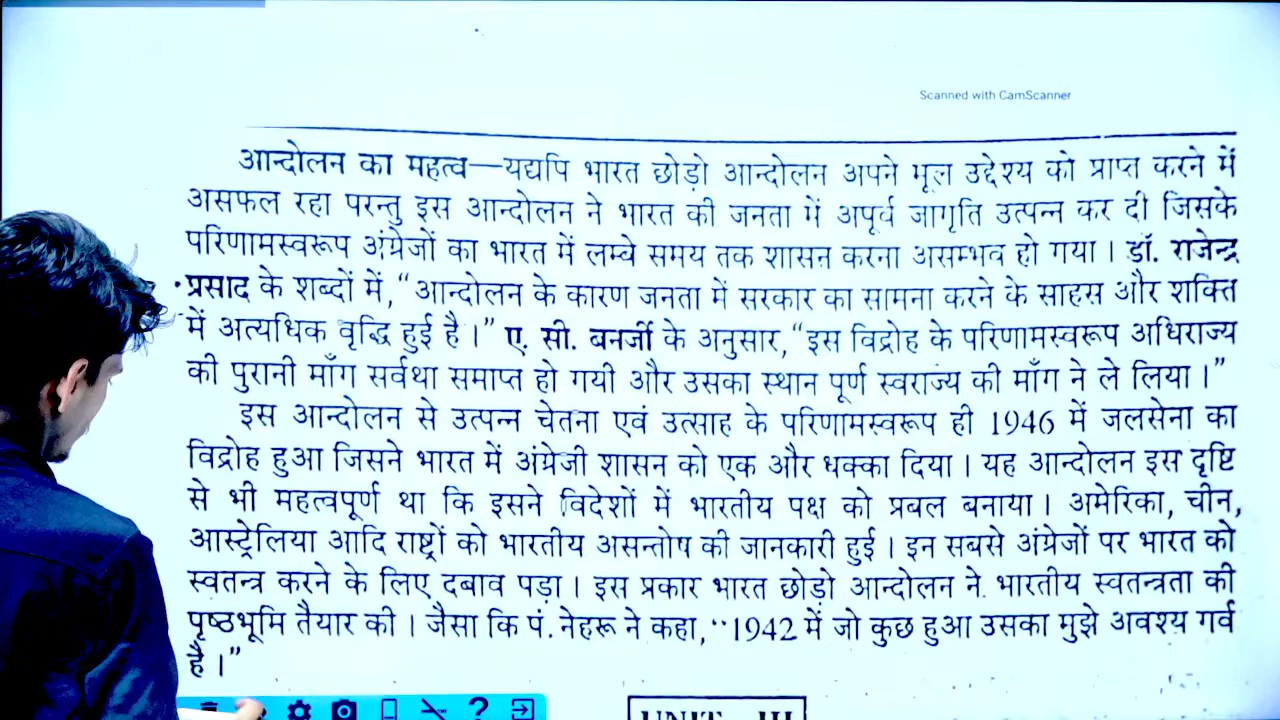 Scanned with CamScanner
आन्दोलन का महत्व—यद्यपि भारत छोड़ो आन्दोलन अपने मूल उद्देश्य को प्राप्त करने में
असफल रहा परन्तु इस आन्दोलन ने भारत की जनता में अपूर्व जागृति उत्पन्न कर दी जिसके
परिणामस्वरूप अंग्रेजों का भारत में लम्बे समय तक शासन करना असम्भव हो गया। डॉ. राजेन्द्र
प्रसाद के शब्दों में, “आन्दोलन के कारण जनता में सरकार का सामना करने के साहस और शक्ति
में अत्यधिक वृद्धि हुई है।” ए. सी. बनर्जी के अनुसार, “इस विद्रोह के परिणामस्वरूप अधिराज्य
की पुरानी माँग सर्वथा समाप्त हो गयी और उसका स्थान पूर्ण स्वराज्य की माँग ने ले लिया।”
इस आन्दोलन से उत्पन्न चेतना एवं उत्साह के परिणामस्वरूप ही 1946 में जलसेना का
विद्रोह हुआ जिसने भारत में अंग्रेजी शासन को एक और धक्का दिया। यह आन्दोलन इस दृष्टि
से भी महत्वपूर्ण था कि इसने विदेशों में भारतीय पक्ष को प्रबल बनाया। अमेरिका, चीन,
आस्ट्रेलिया आदि राष्ट्रों को भारतीय असन्तोष की जानकारी हुई। इन सबसे अंग्रेजों पर भारत को
स्वतन्त्र करने के लिए दबाव पड़ा। इस प्रकार भारत छोड़ो आन्दोलन ने भारतीय स्वतन्त्रता की
पृष्ठभूमि तैयार की। जैसा कि पं. नेहरू ने कहा, “1942 में जो कुछ हुआ उसका मुझे अवश्य गर्व
है।”
UNIT—III